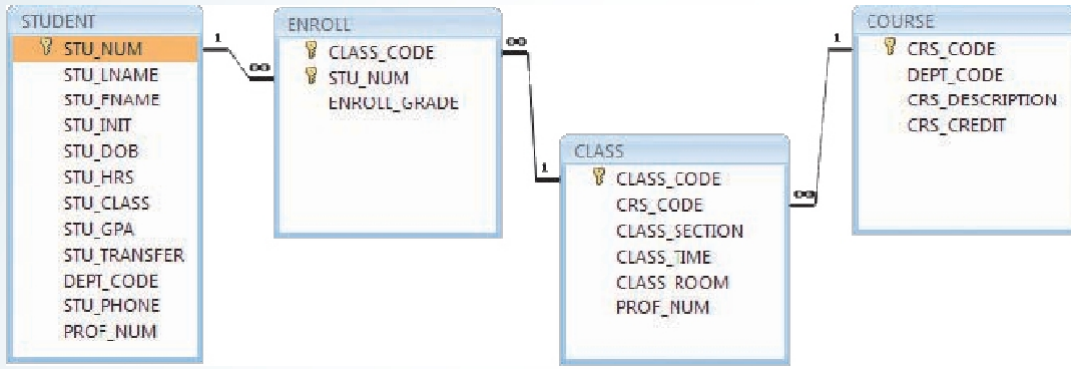 STUDENT
STU_NUM
STU_LNAME
STU_FNAME
STU_INIT
STU_DOB
STU_HRS
STU_CLASS
STU_GPA
STU_TRANSFER
DEPT_CODE
STU_PHONE
PROF_NUM
1
∞
ENROLL
CLASS_CODE
STU_NUM
ENROLL_GRADE
∞
1
CLASS
CLASS_CODE
CRS_CODE
CLASS_SECTION
CLASS_TIME
CLASS_ROOM
PROF_NUM
∞
1
COURSE
CRS_CODE
DEPT_CODE
CRS_DESCRIPTION
CRS_CREDIT